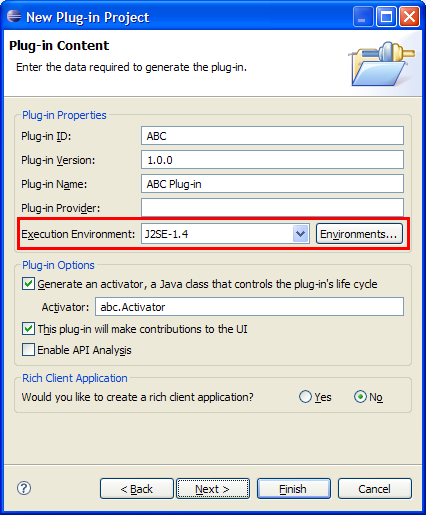 New Plug-in Project
Plug-in Content
Enter the data required to generate the plug-in.
Plug-in Properties
Plug-in ID: ABC
Plug-in Version: 1.0.0
Plug-in Name: ABC Plug-in
Plug-in Provider:
Execution Environment: J2SE-1.4 Environments...
Plug-in Options
Generate an activator, a Java class that controls the plug-in's life cycle
Activator: abc.Activator
This plug-in will make contributions to the UI
Enable API Analysis
Rich Client Application
Would you like to create a rich client application? Yes No
? < Back Next > Finish Cancel